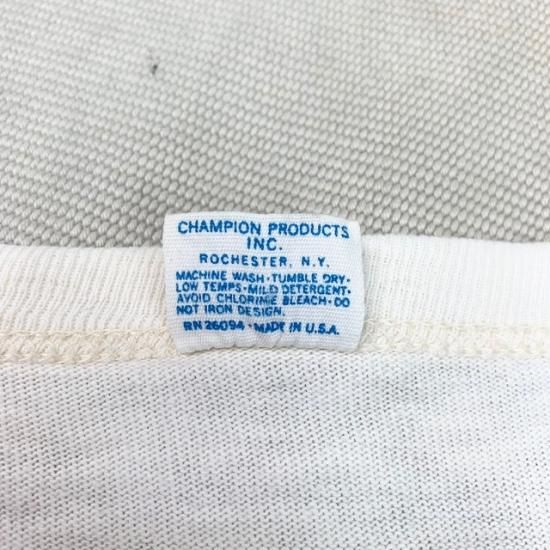 CHAMPION PRODUCTS
INC.
ROCHESTER, N.Y.
MACHINE WASH·TUMBLE DRY·
LOW TEMPS·MILD DETERGENT·
AVOID CHLORINE BLEACH·DO
NOT IRON DESIGN.
RN 26094·MADE IN U.S.A.